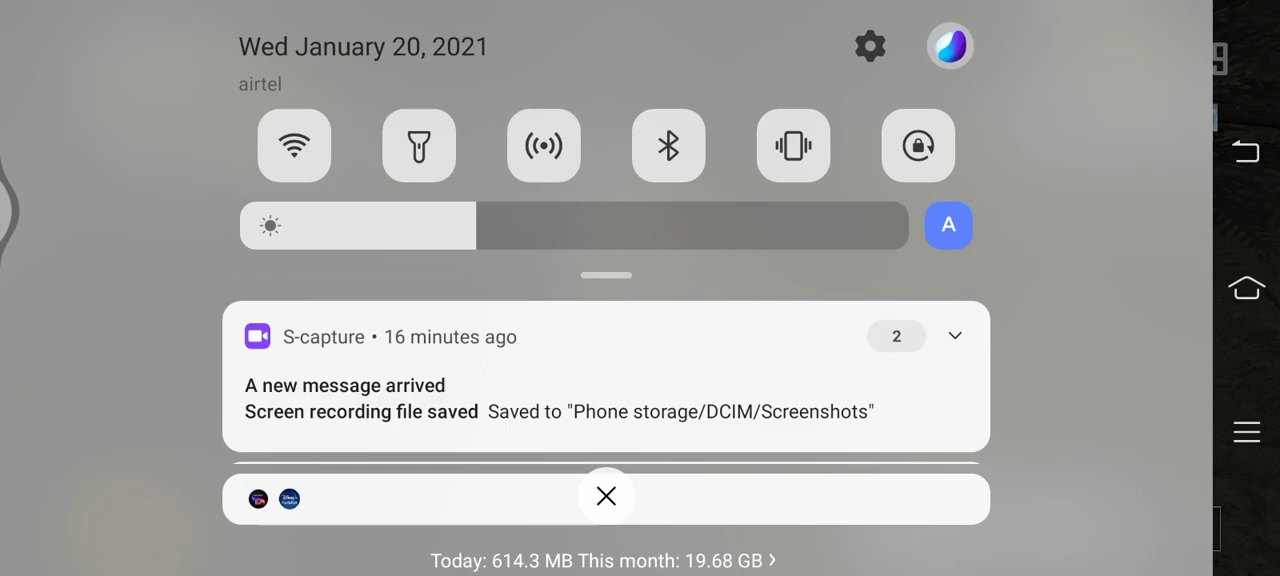 Wed January 20, 2021
airtel
A
S-capture • 16 minutes ago
2
A new message arrived
Screen recording file saved Saved to "Phone storage/DCIM/Screenshots"
Today: 614.3 MB This month: 19.68 GB >